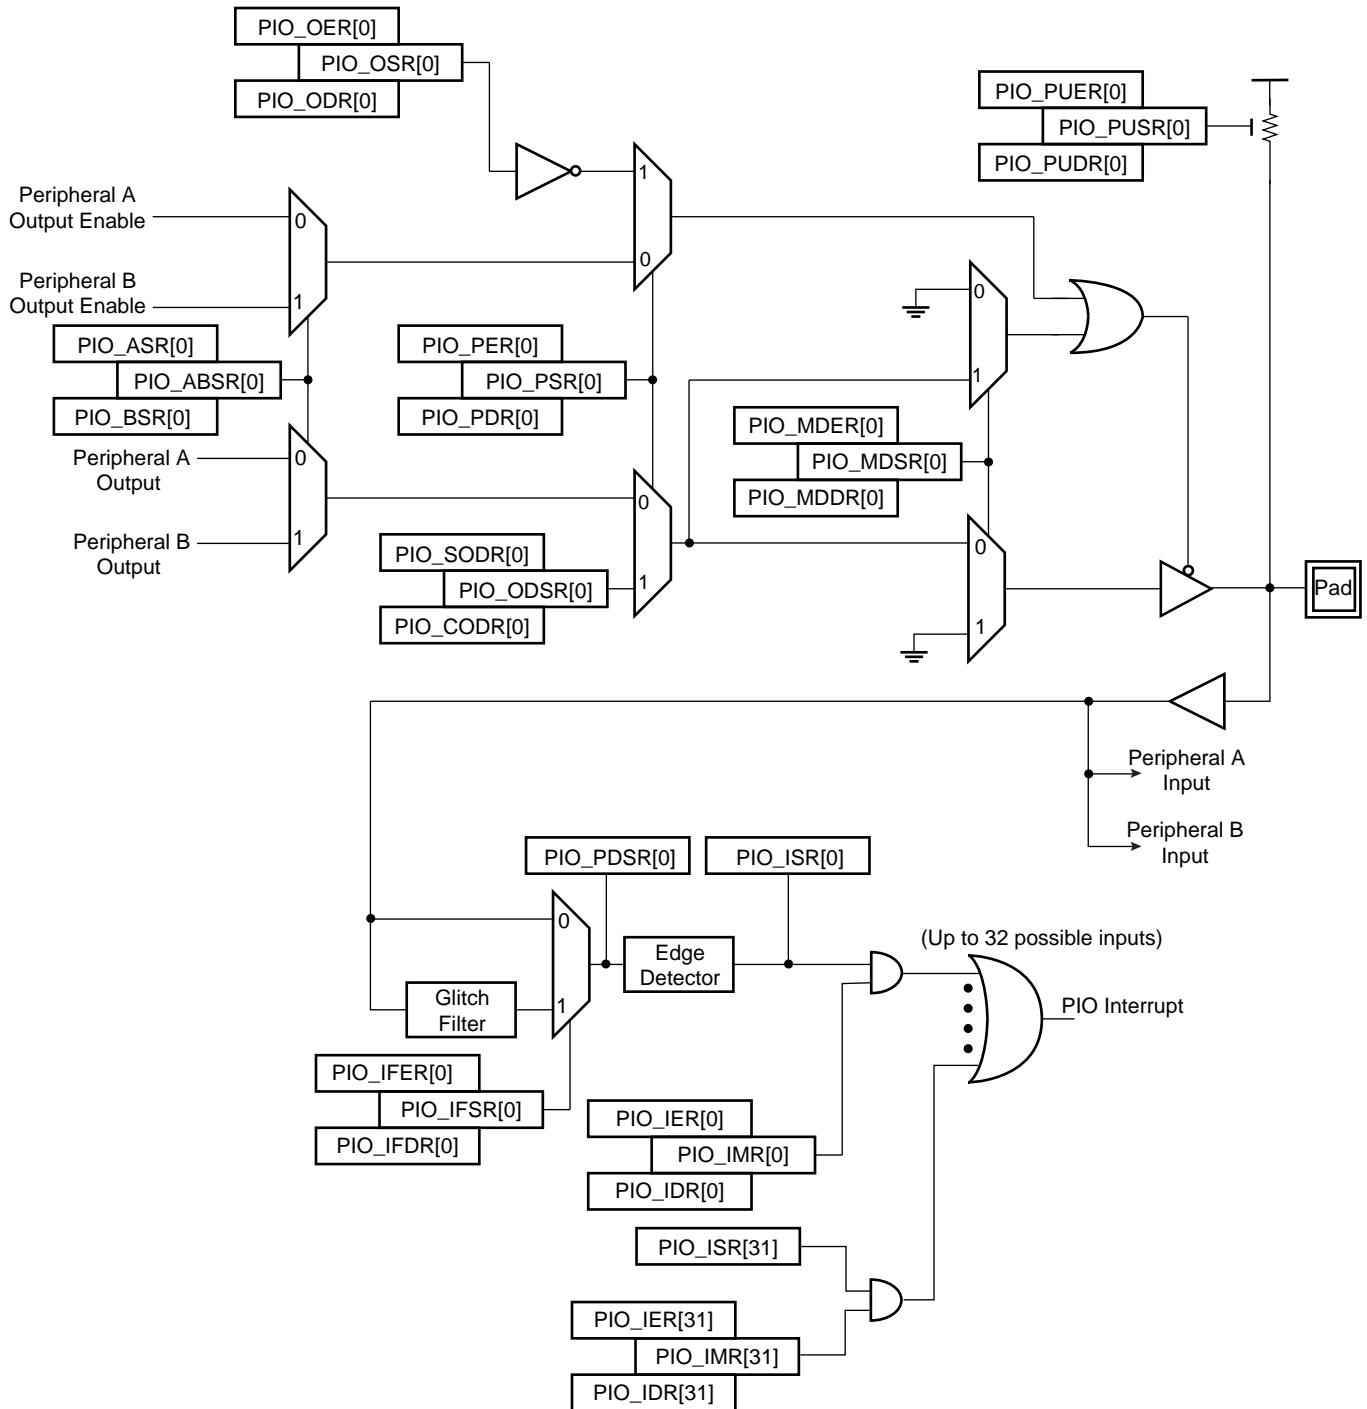 PIO_OER[0]
PIO_OSR[0]
PIO_ODR[0]
PIO_PUER[0]
PIO_PUSR[0]
PIO_PUDR[0]
1
0
Peripheral A
Output Enable
0
Peripheral B
Output Enable
1
PIO_ASR[0]
PIO_ABSR[0]
PIO_BSR[0]
PIO_PER[0]
PIO_PSR[0]
PIO_PDR[0]
0
1
PIO_MDER[0]
PIO_MDSR[0]
PIO_MDDR[0]
Peripheral A
Output
0
Peripheral B
Output
1
0
1
PIO_SODR[0]
PIO_ODSR[0]
PIO_CODR[0]
0
1
Pad
Peripheral A
Input
Peripheral B
Input
PIO_PDSR[0]
PIO_ISR[0]
0
1
Edge
Detector
Glitch
Filter
(Up to 32 possible inputs)
PIO Interrupt
PIO_IFER[0]
PIO_IFSR[0]
PIO_IFDR[0]
PIO_IER[0]
PIO_IMR[0]
PIO_IDR[0]
PIO_ISR[31]
PIO_IER[31]
PIO_IMR[31]
PIO_IDR[31]